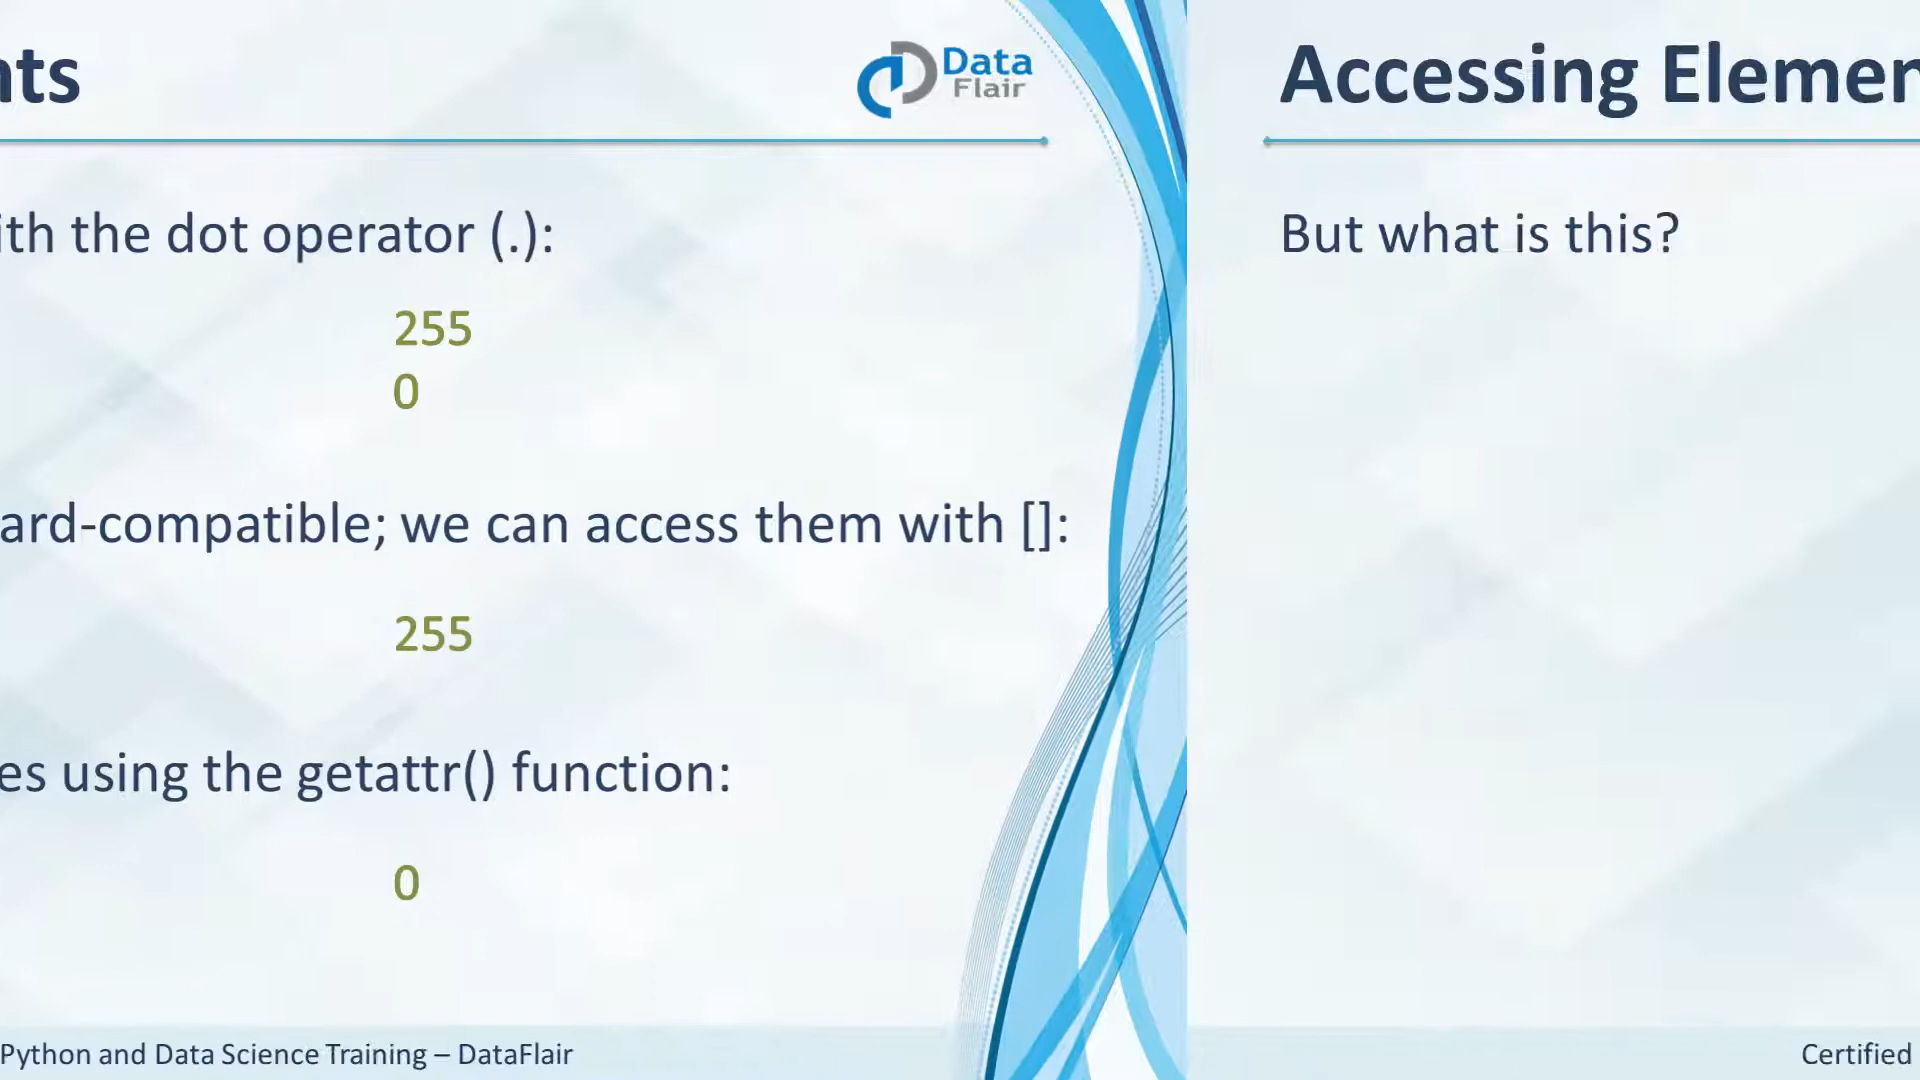 nts
Data
Flair
ith the dot operator (.):
255
0
ard-compatible; we can access them with []:
255
es using the getattr() function:
0
Python and Data Science Training – DataFlair
Accessing Elemen
But what is this?
Certified